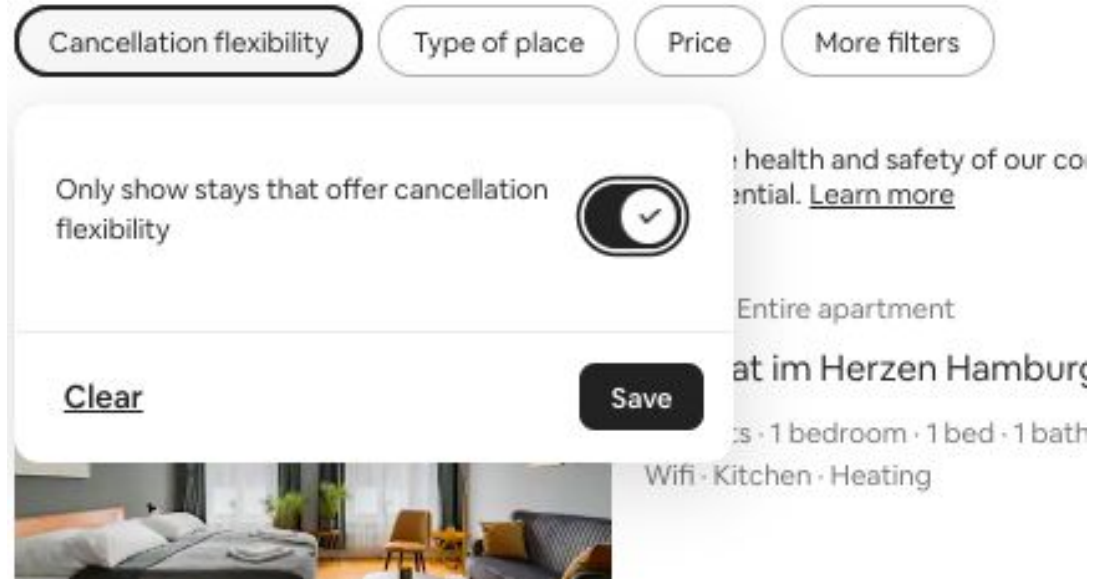 Cancellation flexibility
Type of place
Price
More filters
Only show stays that offer cancellation
flexibility
Clear
Save
health and safety of our
Learn more
Entire apartment
im Herzen
1 bedroom · 1 bed · 1 bath
Wifi · Kitchen · Heating